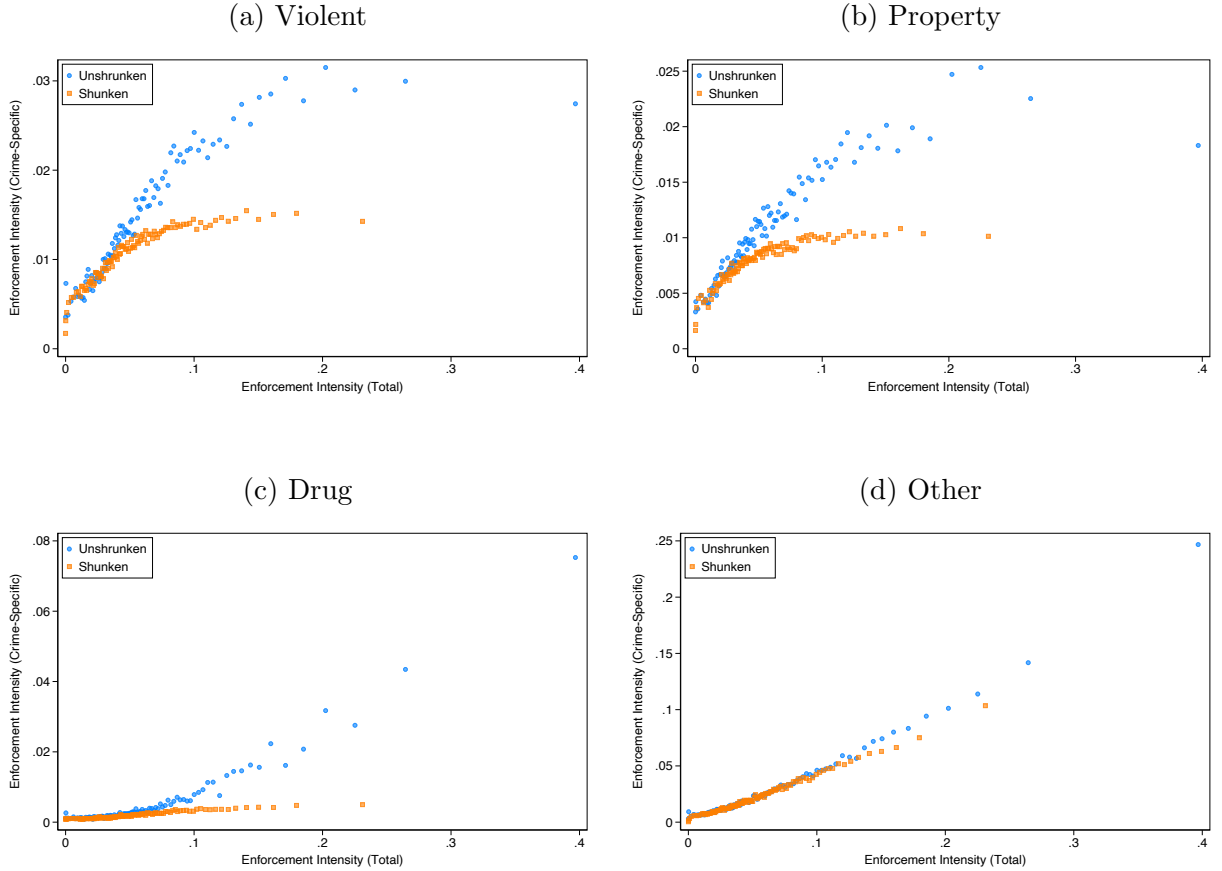 (a) Violent
Enforcement Intensity (Crime-Specific)
.03
.02
.01
0
Unshrunken
Shunken
0 .1 .2 .3 .4
Enforcement Intensity (Total)
(b) Property
Enforcement Intensity (Crime-Specific)
.025
.02
.015
.01
.005
0
Unshrunken
Shunken
0 .1 .2 .3 .4
Enforcement Intensity (Total)
(c) Drug
Enforcement Intensity (Crime-Specific)
.08
.06
.04
.02
0
Unshrunken
Shunken
0 .1 .2 .3 .4
Enforcement Intensity (Total)
(d) Other
Enforcement Intensity (Crime-Specific)
.25
.2
.15
.1
.05
0
Unshrunken
Shunken
0 .1 .2 .3 .4
Enforcement Intensity (Total)